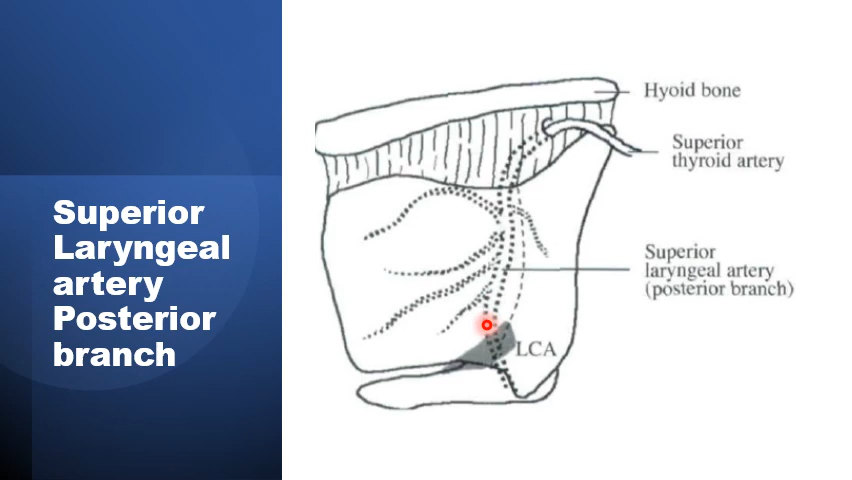 Superior
Laryngeal
artery
Posterior
branch
Hyoid bone
Superior
thyroid artery
Superior
laryngeal artery
(posterior branch)
LCA